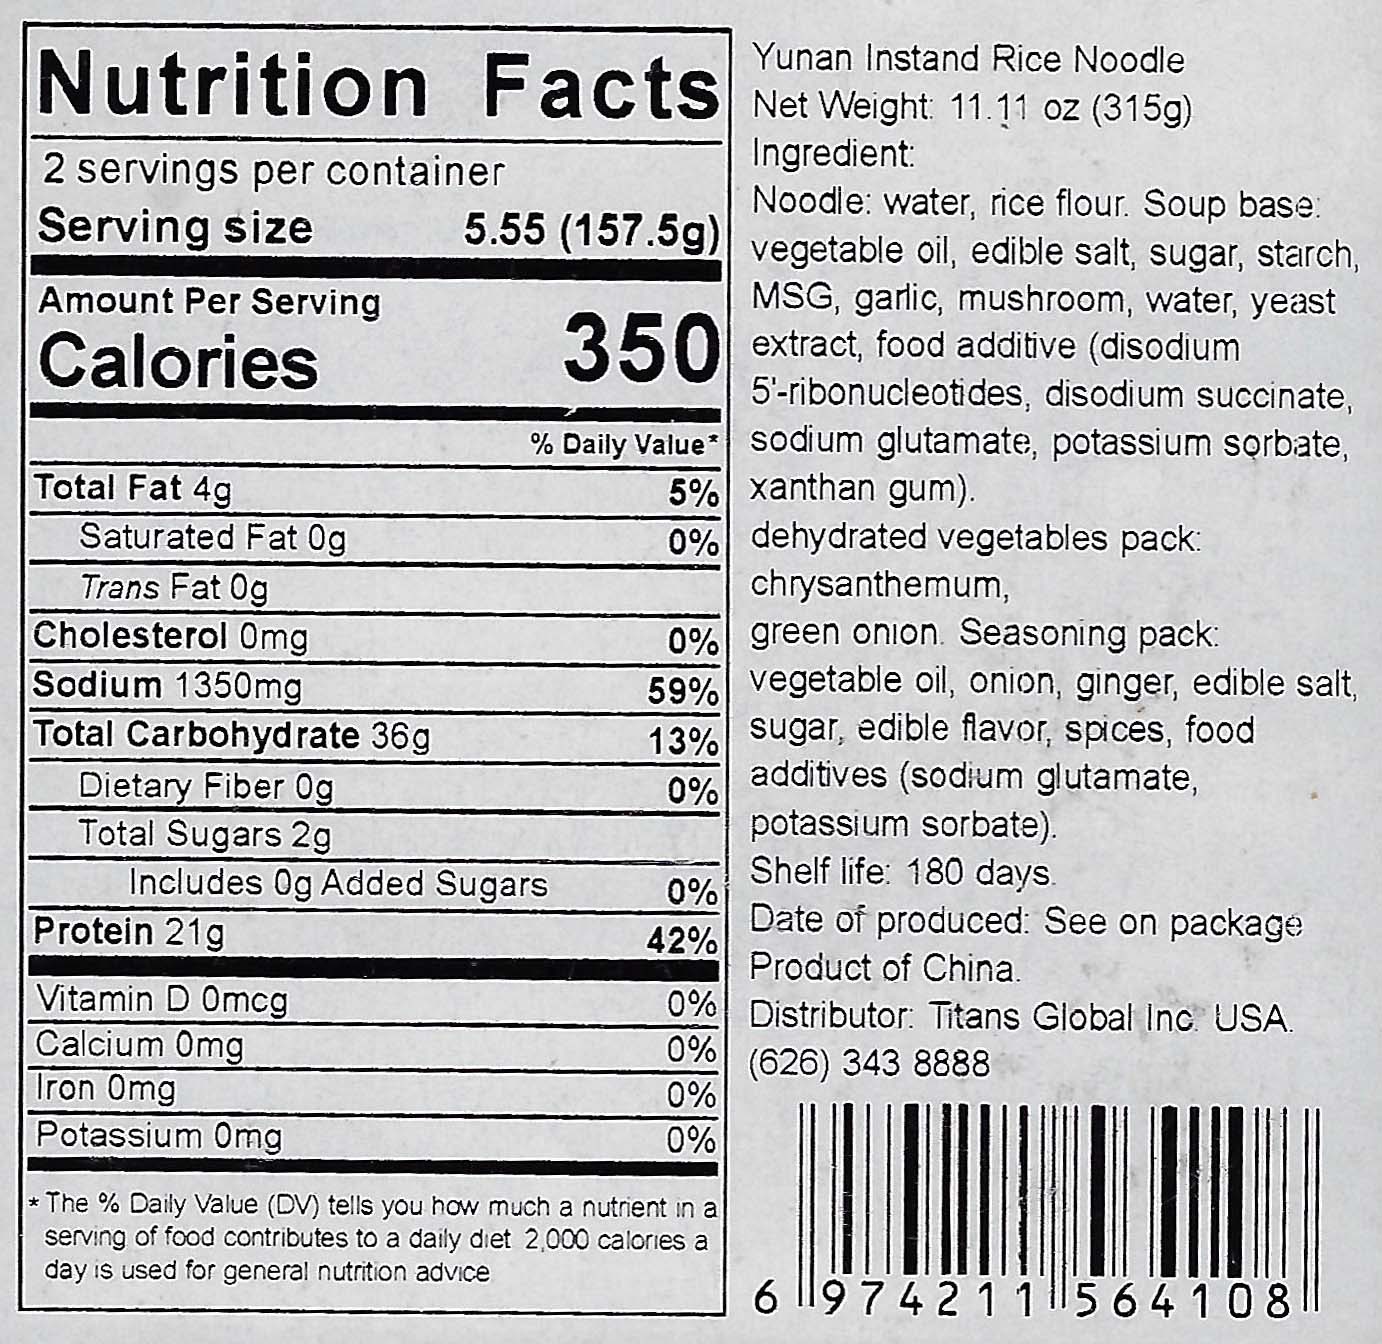 Nutrition Facts
2 servings per container
Serving size 5.55 (157.5g)
Amount Per Serving
Calories 350
% Daily Value*
Total Fat 4g 5%
Saturated Fat 0g 0%
Trans Fat 0g
Cholesterol 0mg 0%
Sodium 1350mg 59%
Total Carbohydrate 36g 13%
Dietary Fiber 0g 0%
Total Sugars 2g
Includes 0g Added Sugars 0%
Protein 21g 42%
Vitamin D 0mcg 0%
Calcium 0mg 0%
Iron 0mg 0%
Potassium 0mg 0%
* The % Daily Value (DV) tells you how much a nutrient in a
serving of food contributes to a daily diet 2,000 calories a
day is used for general nutrition advice
Yunan Instand Rice Noodle
Net Weight: 11.11 oz (315g)
Ingredient:
Noodle: water, rice flour. Soup base:
vegetable oil, edible salt, sugar, starch,
MSG, garlic, mushroom, water, yeast
extract, food additive (disodium
5'-ribonucleotides, disodium succinate,
sodium glutamate, potassium sorbate,
xanthan gum).
dehydrated vegetables pack:
chrysanthemum,
green onion. Seasoning pack:
vegetable oil, onion, ginger, edible salt,
sugar, edible flavor, spices, food
additives (sodium glutamate,
potassium sorbate).
Shelf life: 180 days.
Date of produced: See on package
Product of China.
Distributor: Titans Global Inc. USA.
(626) 343 8888
6 974211 564108